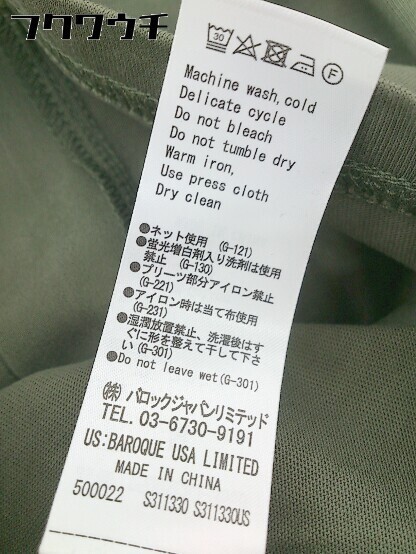 フクウウチ
30
F
Machine wash,cold
Delicate cycle
Do not bleach
Do not tumble dry
Warm iron,
Use press cloth
Dry clean
●ネット使用 (G-121)
●蛍光増白剤入り洗剤は使用
禁止 (G-130)
●プリーツ部分アイロン禁止
(G-221)
●アイロン時は当て布使用
(G-231)
●湿潤放置禁止、洗濯後はす
ぐに形を整えて干して下さ
い(G-301)
●Do not leave wet(G-301)
㈱ バロックジャパンリミテッド
TEL. 03-6730-9191
US:BAROQUE USA LIMITED
MADE IN CHINA
500022 S311330 S311330US